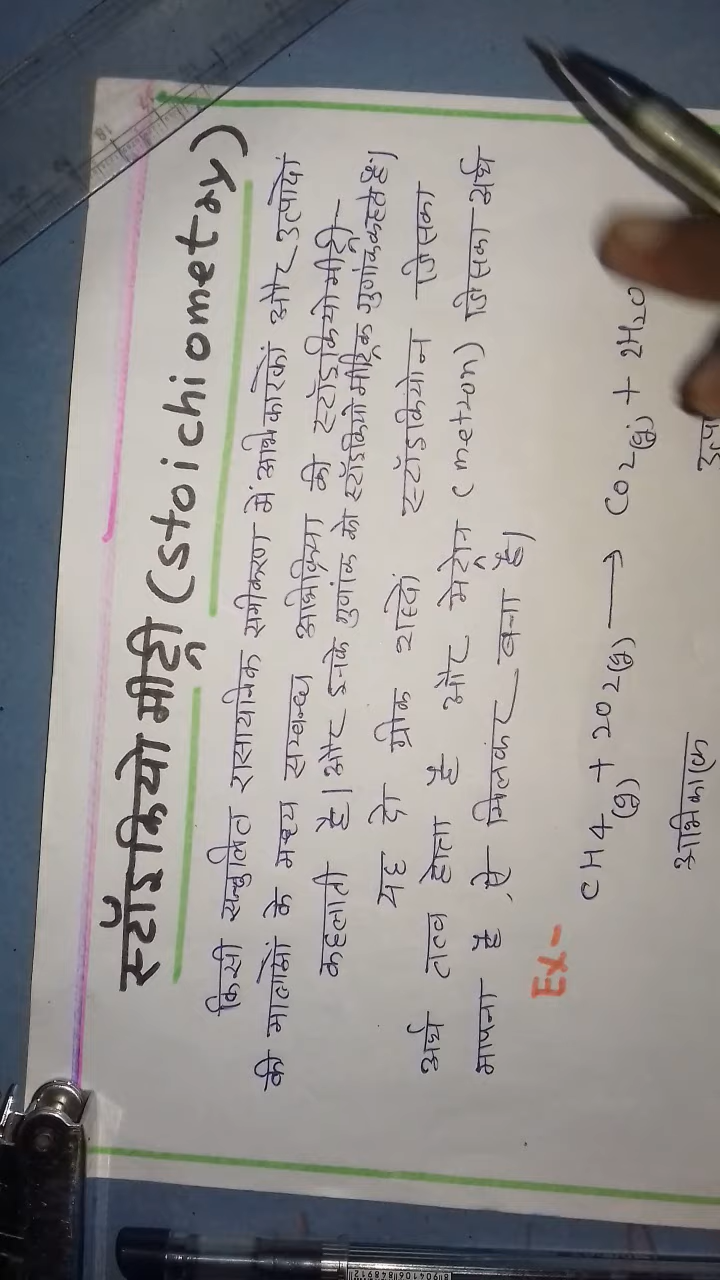 स्टॉइकियोमीट्री (stoichiometry)
किसी सन्तुलित रासायनिक समीकरण में अभिकारकों और उत्पादों
की मात्राओं के मध्य सम्बन्ध अभिक्रिया की स्टॉइकियोमीट्री-
कहलाती है। और इनके गुणांक को स्टॉइकियोमीट्रिक गुणांक कहते हैं।
यह दो ग्रीक शब्दों स्टॉइकियोन जिसका
अर्थ तत्व होता है और मेट्रोन (metron) जिसका अर्थ
मापना है, से मिलकर बना है।
Ex-
CH4(g) + 2O2(g) ⟶ CO2(g) + 2H2O
अभिकारक